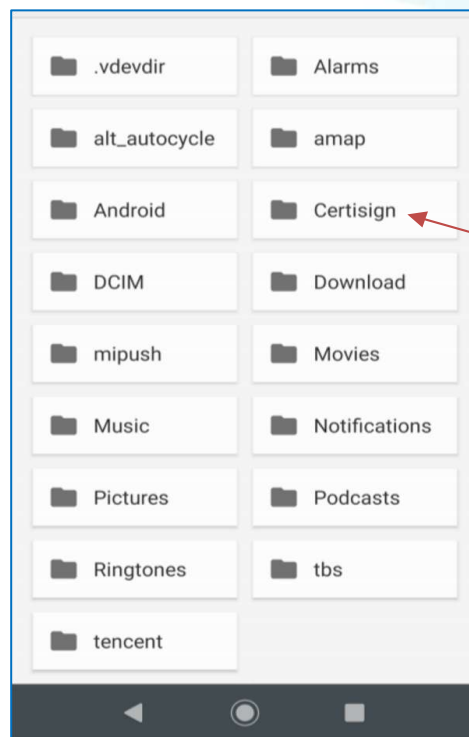 .vdevdir
Alarms
alt_autocycle
amap
Android
Certisign
DCIM
Download
mipush
Movies
Music
Notifications
Pictures
Podcasts
Ringtones
tbs
tencent